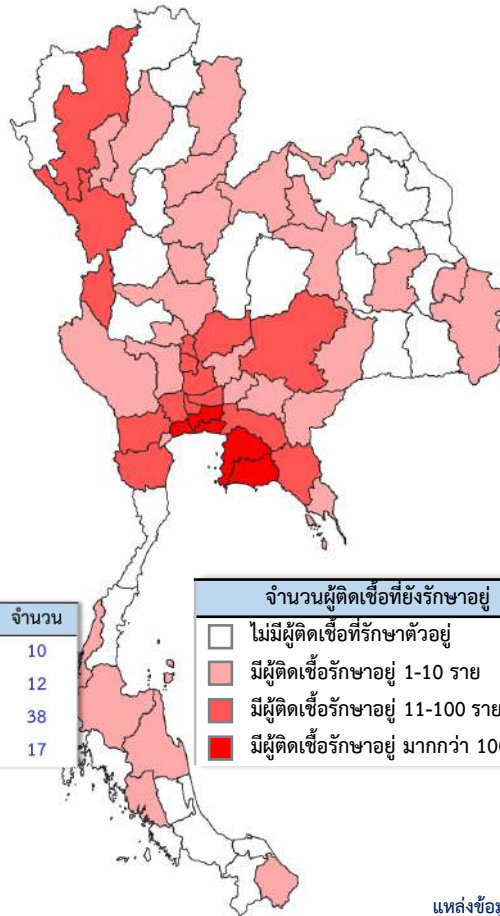 จำนวน
10
12
38
17
จำนวนผู้ติดเชื้อที่ยังรักษาอยู่
ไม่มีผู้ติดเชื้อที่รักษาตัวอยู่
มีผู้ติดเชื้อรักษาอยู่ 1-10 ราย
มีผู้ติดเชื้อรักษาอยู่ 11-100 ราย
มีผู้ติดเชื้อรักษาอยู่ มากกว่า